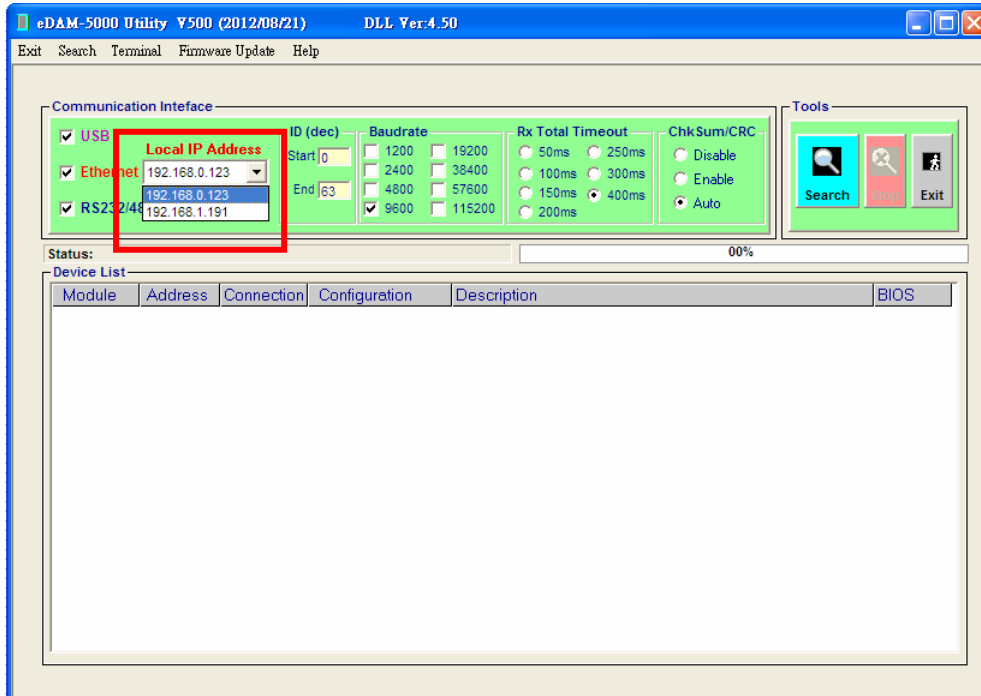 eDAM-5000 Utility V500 (2012/08/21) DLL Ver:4.50
Exit Search Terminal Firmware Update Help
Communication Inteface
USB
Ethernet
RS232/48
Local IP Address
192.168.0.123
192.168.0.123
192.168.1.191
ID (dec)
Start 0
End 63
Baudrate
1200 19200
2400 38400
4800 57600
9600 115200
Rx Total Timeout
50ms 250ms
100ms 300ms
150ms 400ms
200ms
ChkSum/CRC
Disable
Enable
Auto
Tools
Search Stop Exit
Status:
00%
Device List
Module Address Connection Configuration Description BIOS